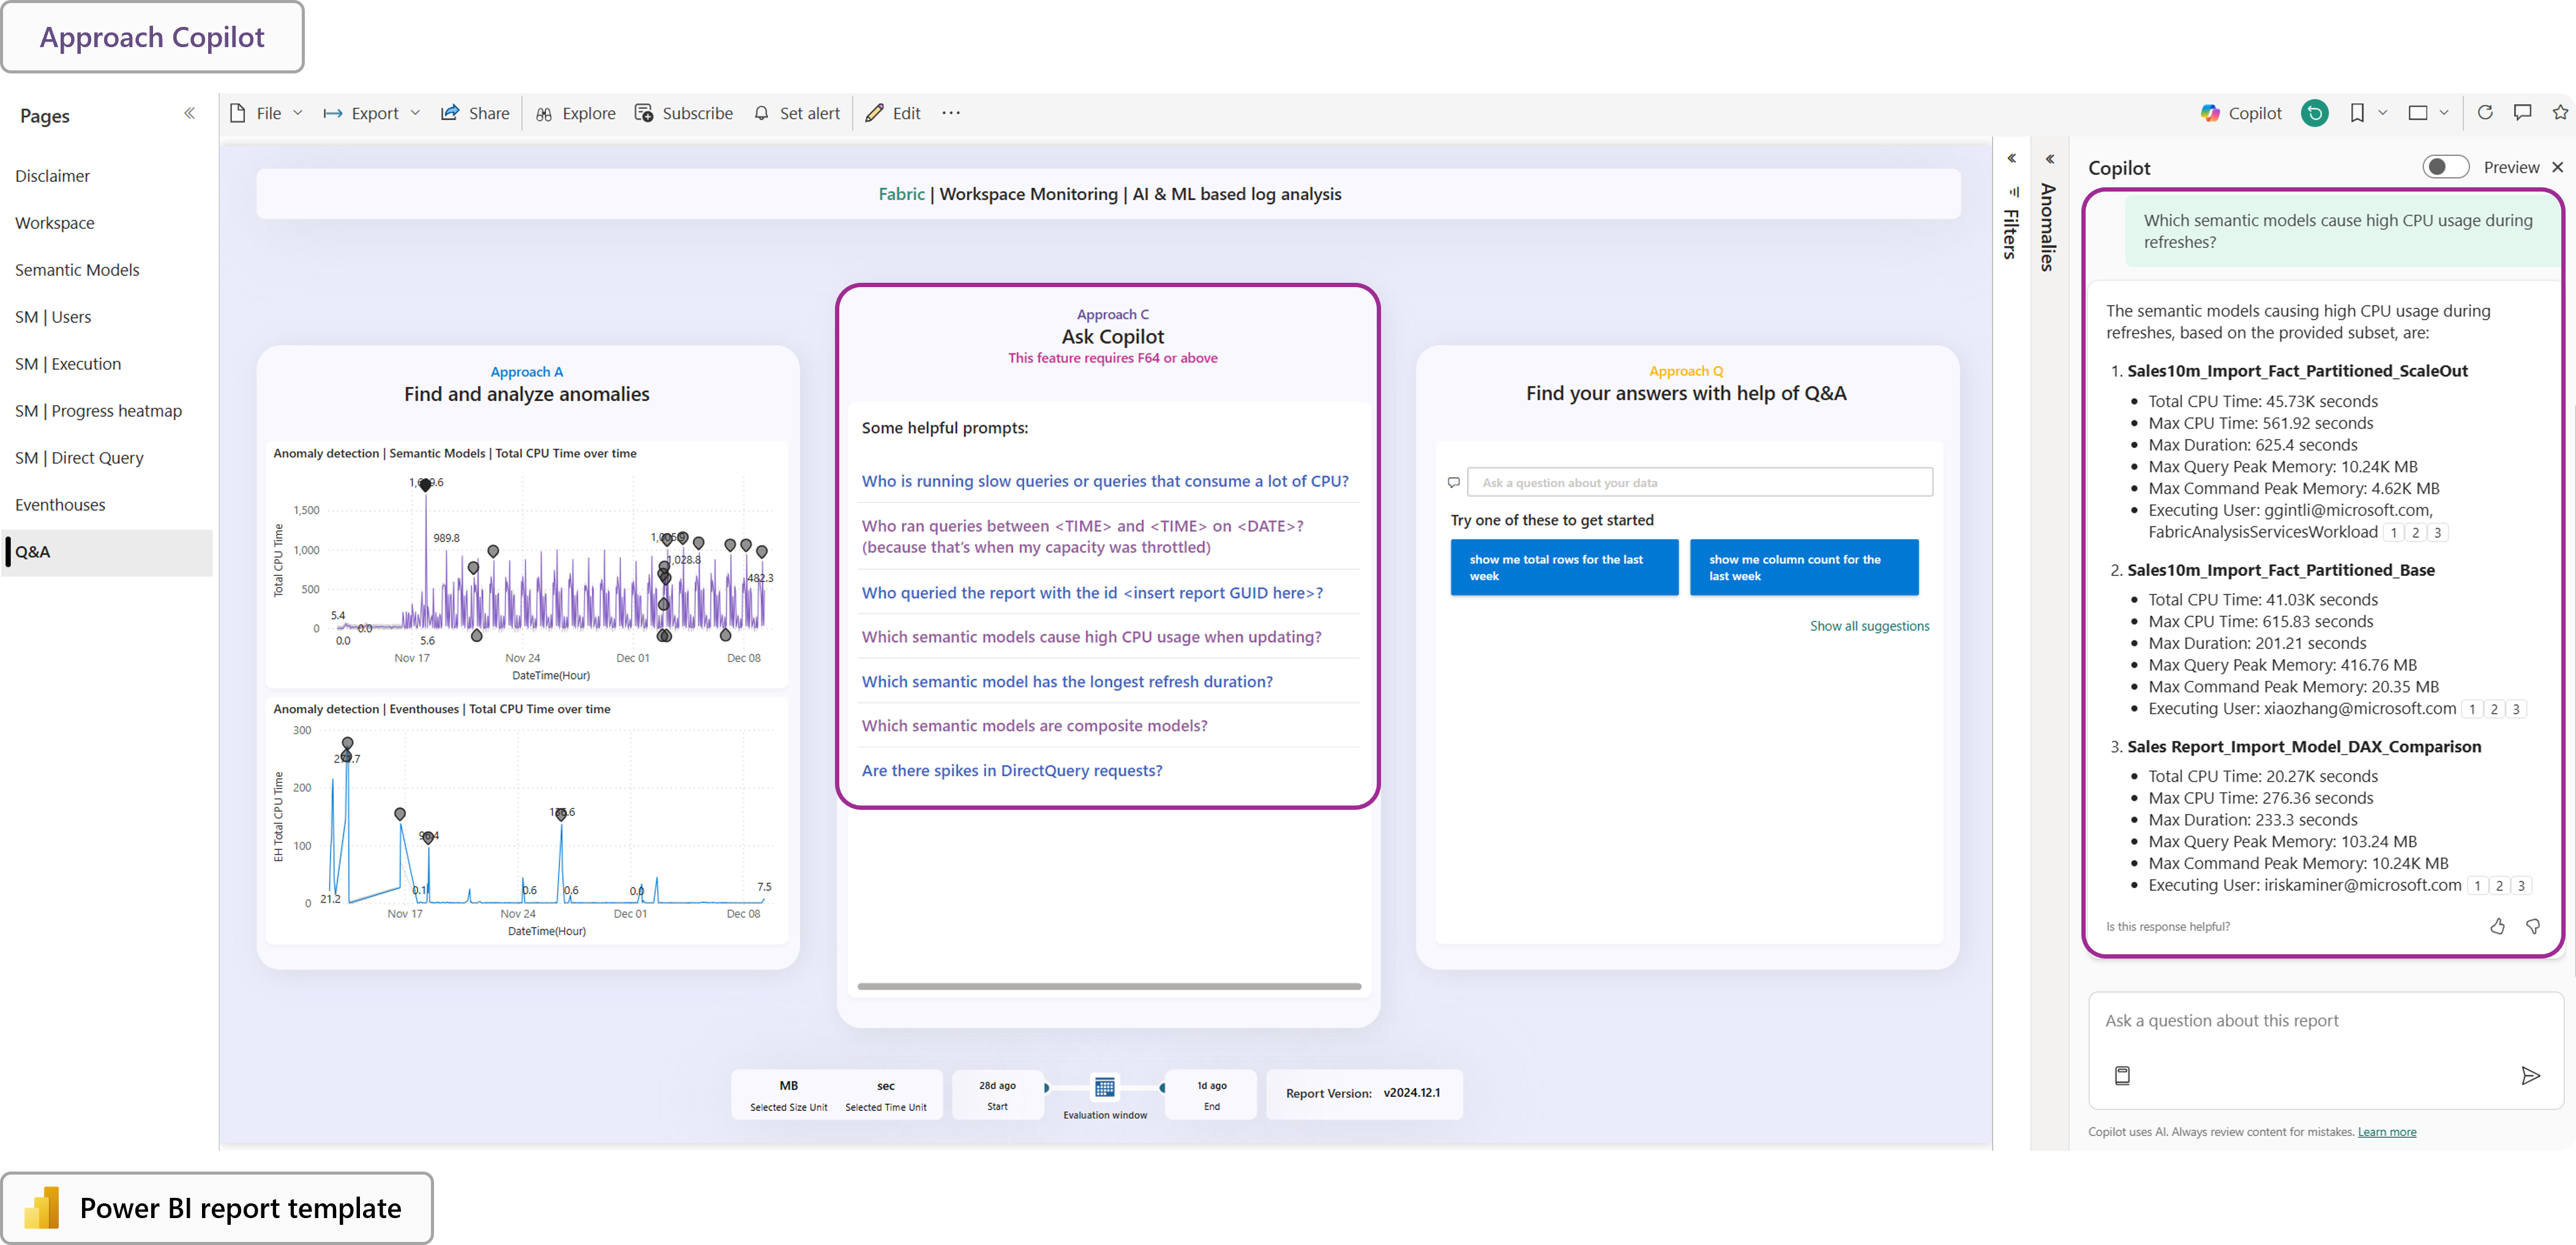 Approach Copilot
Pages
File
Export
Share
Explore
Subscribe
Set alert
Edit
Copilot
Disclaimer
Workspace
Semantic Models
SM | Users
SM | Execution
SM | Progress heatmap
SM | Direct Query
Eventhouses
Q&A
Fabric | Workspace Monitoring | AI & ML based log analysis
Approach A
Find and analyze anomalies
Anomaly detection | Semantic Models | Total CPU Time over time
Total CPU Time
1,500
1,000
500
0
989.8
1,028.8
482.3
5.4
0.0
0.0
5.6
Nov 17
Nov 24
Dec 01
Dec 08
DateTime(Hour)
Anomaly detection | Eventhouses | Total CPU Time over time
EH Total CPU Time
300
200
100
0
21.2
0.1
0.6
0.6
0.0
7.5
Nov 17
Nov 24
Dec 01
Dec 08
DateTime(Hour)
Approach C
Ask Copilot
This feature requires F64 or above
Some helpful prompts:
Who is running slow queries or queries that consume a lot of CPU?
Who ran queries between <TIME> and <TIME> on <DATE>?
(because that's when my capacity was throttled)
Who queried the report with the id <insert report GUID here>?
Which semantic models cause high CPU usage when updating?
Which semantic model has the longest refresh duration?
Which semantic models are composite models?
Are there spikes in DirectQuery requests?
Approach Q
Find your answers with help of Q&A
Ask a question about your data
Try one of these to get started
show me total rows for the last
week
show me column count for the
last week
Show all suggestions
MB
Selected Size Unit
sec
Selected Time Unit
28d ago
Start
Evaluation window
1d ago
End
Report Version: v2024.12.1
Filters
Anomalies
Copilot
Preview
Which semantic models cause high CPU usage during
refreshes?
The semantic models causing high CPU usage during
refreshes, based on the provided subset, are:
1. Sales10m_Import_Fact_Partitioned_ScaleOut
• Total CPU Time: 45.73K seconds
• Max CPU Time: 561.92 seconds
• Max Duration: 625.4 seconds
• Max Query Peak Memory: 10.24K MB
• Max Command Peak Memory: 4.62K MB
• Executing User: ggintli@microsoft.com,
FabricAnalysisServicesWorkload 1 2 3
2. Sales10m_Import_Fact_Partitioned_Base
• Total CPU Time: 41.03K seconds
• Max CPU Time: 615.83 seconds
• Max Duration: 201.21 seconds
• Max Query Peak Memory: 416.76 MB
• Max Command Peak Memory: 20.35 MB
• Executing User: xiaozhang@microsoft.com 1 2 3
3. Sales Report_Import_Model_DAX_Comparison
• Total CPU Time: 20.27K seconds
• Max CPU Time: 276.36 seconds
• Max Duration: 233.3 seconds
• Max Query Peak Memory: 103.24 MB
• Max Command Peak Memory: 10.24K MB
• Executing User: iriskaminer@microsoft.com 1 2 3
Is this response helpful?
Ask a question about this report
Copilot uses AI. Always review content for mistakes. Learn more
Power BI report template